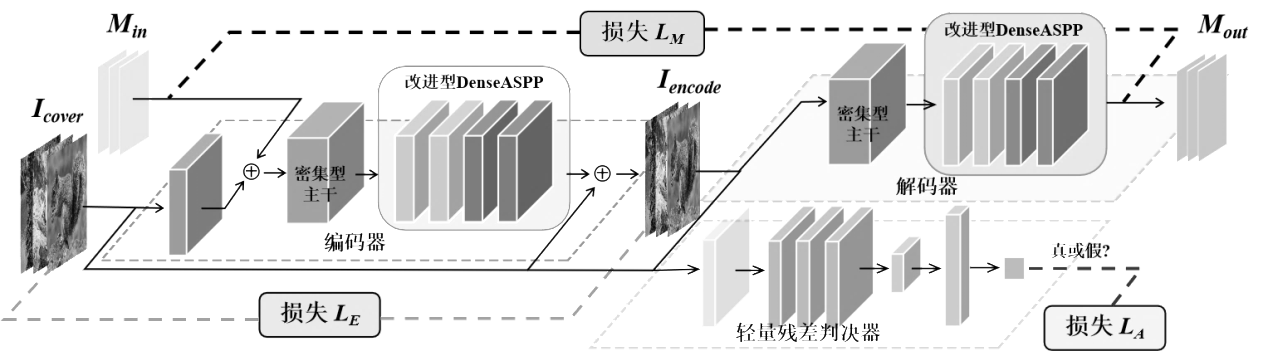 M_in
损失 L_M
改进型DenseASPP
M_out
I_cover
改进型DenseASPP
I_encode
密集型
主干
密集型
主干
解码器
编码器
真或假?
损失 L_E
轻量残差判决器
损失 L_A